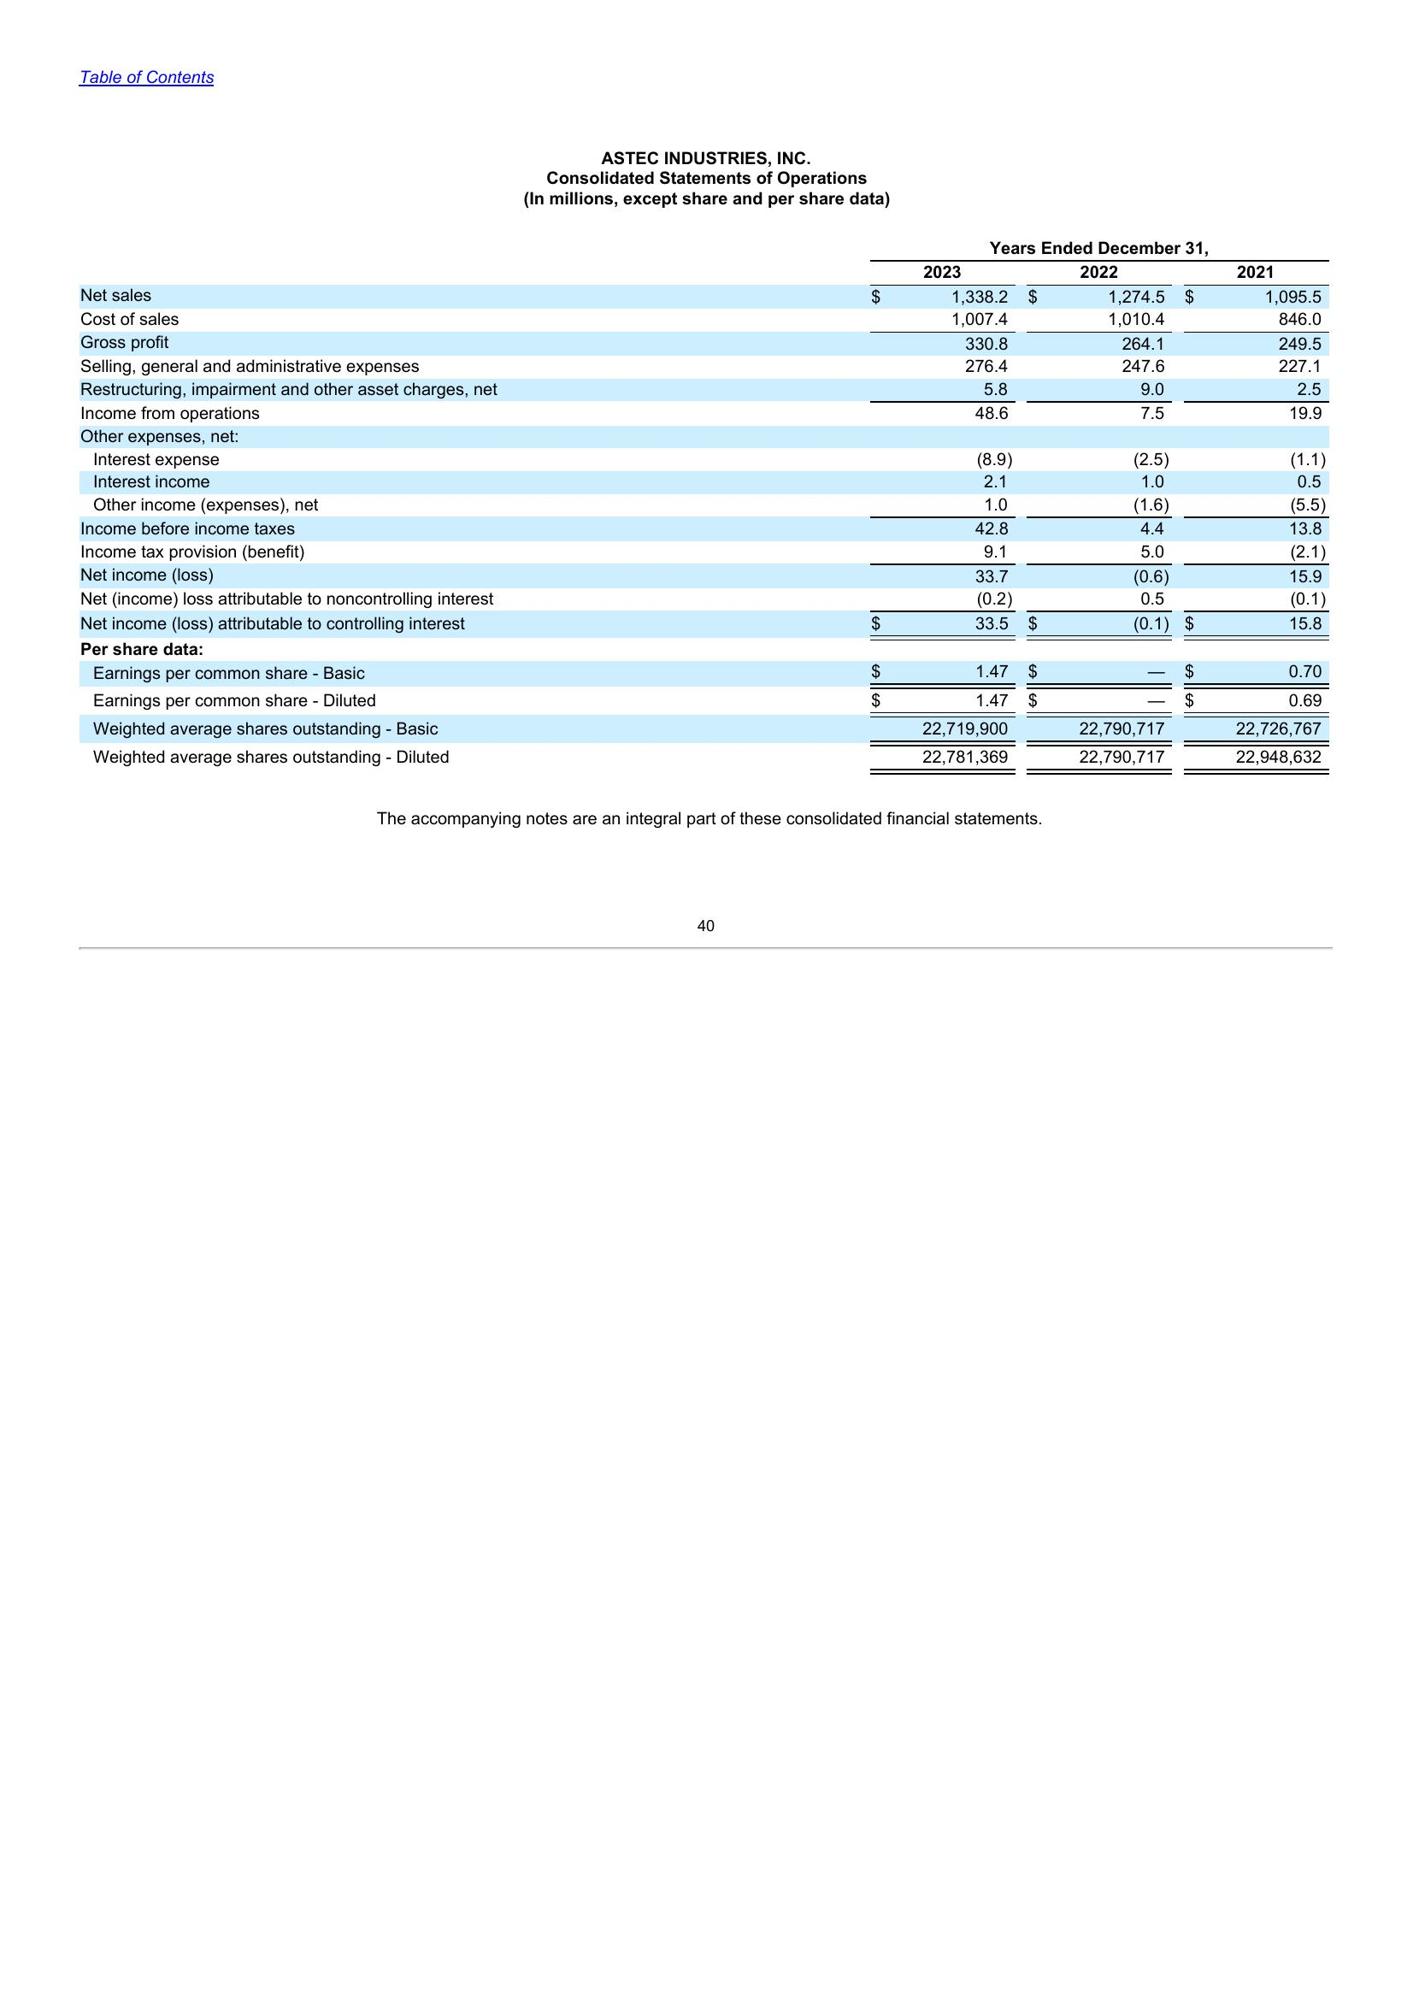 Table of Contents
ASTEC INDUSTRIES, INC.
Consolidated Statements of Operations
(In millions, except share and per share data)
Years Ended December 31,
2023 2022 2021
Net sales $ 1,338.2 $ 1,274.5 $ 1,095.5
Cost of sales 1,007.4 1,010.4 846.0
Gross profit 330.8 264.1 249.5
Selling, general and administrative expenses 276.4 247.6 227.1
Restructuring, impairment and other asset charges, net 5.8 9.0 2.5
Income from operations 48.6 7.5 19.9
Other expenses, net:
Interest expense (8.9) (2.5) (1.1)
Interest income 2.1 1.0 0.5
Other income (expenses), net 1.0 (1.6) (5.5)
Income before income taxes 42.8 4.4 13.8
Income tax provision (benefit) 9.1 5.0 (2.1)
Net income (loss) 33.7 (0.6) 15.9
Net (income) loss attributable to noncontrolling interest (0.2) 0.5 (0.1)
Net income (loss) attributable to controlling interest $ 33.5 $ (0.1) $ 15.8
Per share data:
Earnings per common share - Basic $ 1.47 $ — $ 0.70
Earnings per common share - Diluted $ 1.47 $ — $ 0.69
Weighted average shares outstanding - Basic 22,719,900 22,790,717 22,726,767
Weighted average shares outstanding - Diluted 22,781,369 22,790,717 22,948,632
The accompanying notes are an integral part of these consolidated financial statements.
40